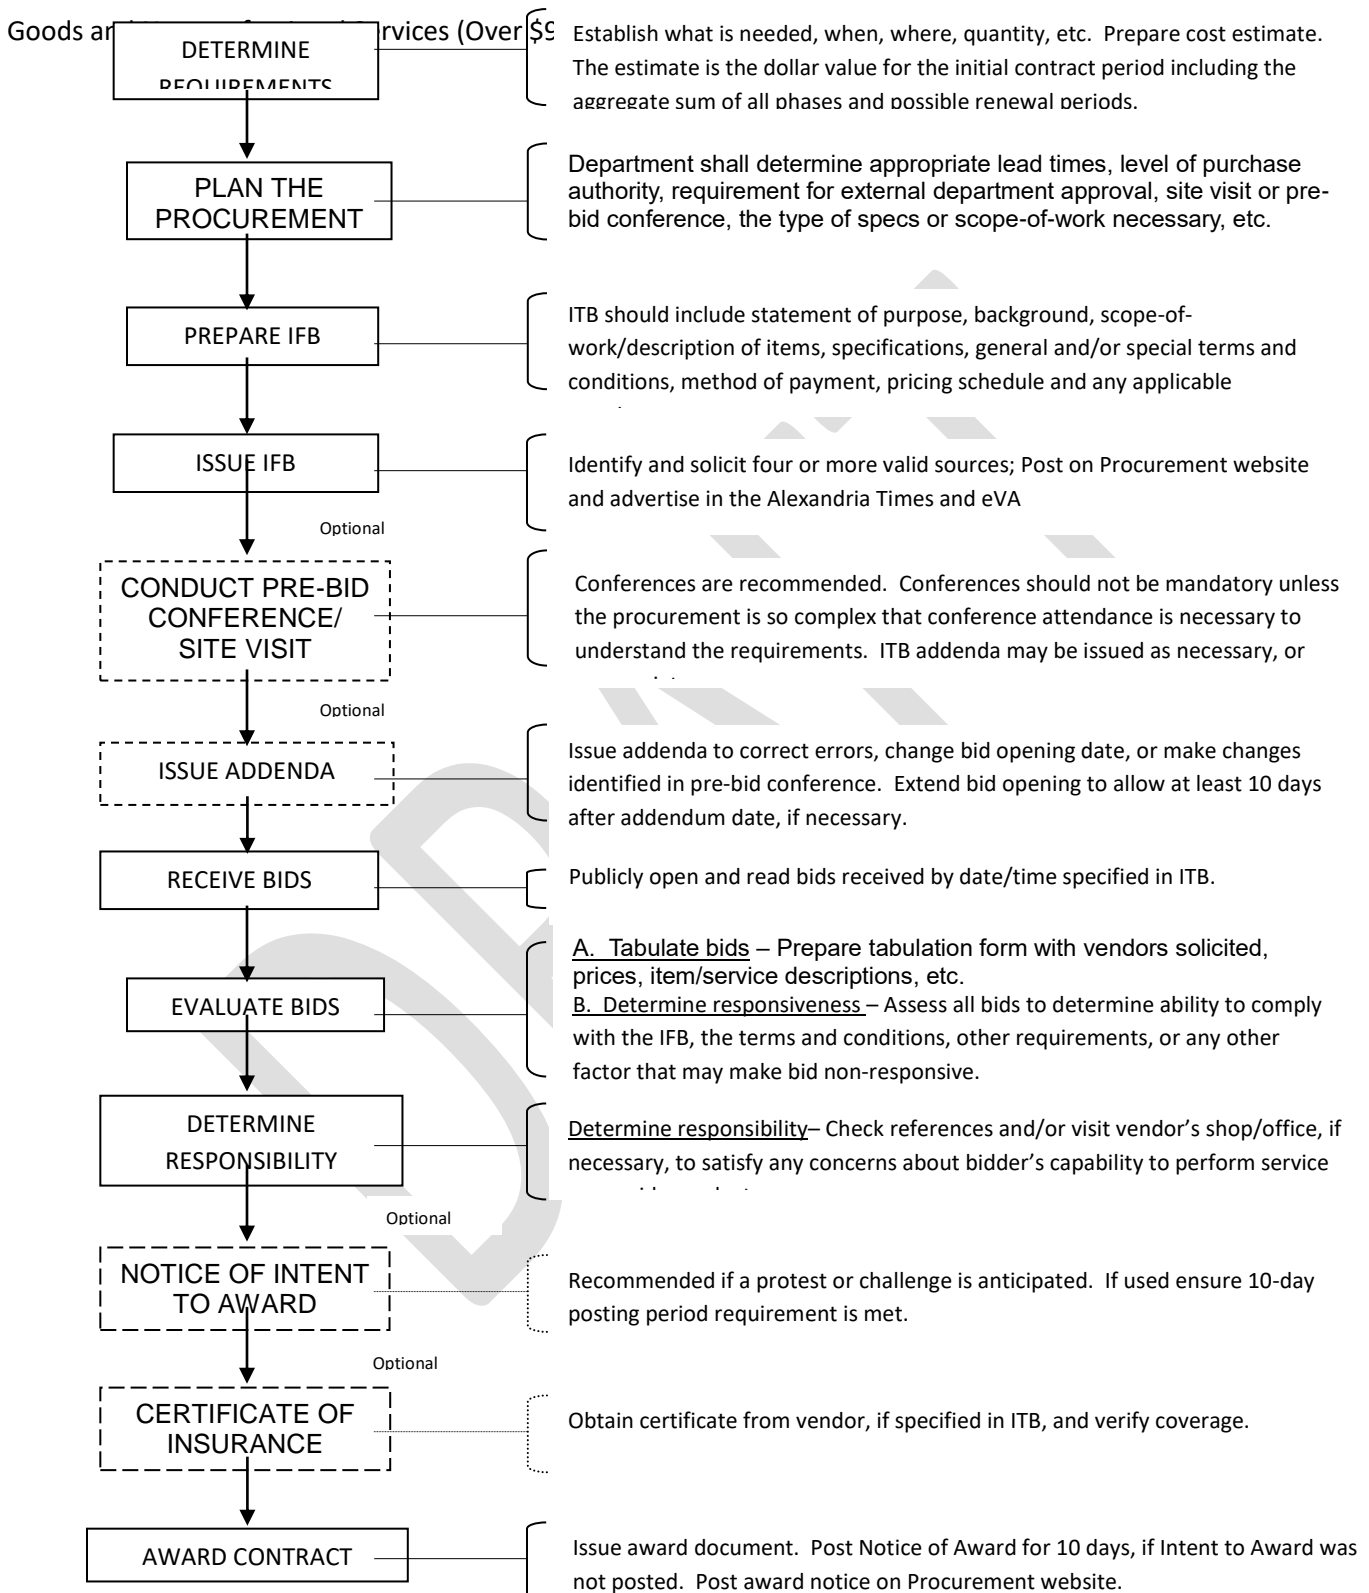 Goods an
rvices (Over $9
DETERMINE
REQUIREMENTS
Establish what is needed, when, where, quantity, etc.  Prepare cost estimate.
The estimate is the dollar value for the initial contract period including the
aggregate sum of all phases and possible renewal periods.
PLAN THE
PROCUREMENT
Department shall determine appropriate lead times, level of purchase
authority, requirement for external department approval, site visit or pre-
bid conference, the type of specs or scope-of-work necessary, etc.
PREPARE IFB
ITB should include statement of purpose, background, scope-of-
work/description of items, specifications, general and/or special terms and
conditions, method of payment, pricing schedule and any applicable
ISSUE IFB
Identify and solicit four or more valid sources; Post on Procurement website
and advertise in the Alexandria Times and eVA
Optional
CONDUCT PRE-BID
CONFERENCE/
SITE VISIT
Conferences are recommended.  Conferences should not be mandatory unless
the procurement is so complex that conference attendance is necessary to
understand the requirements.  ITB addenda may be issued as necessary, or
Optional
ISSUE ADDENDA
Issue addenda to correct errors, change bid opening date, or make changes
identified in pre-bid conference.  Extend bid opening to allow at least 10 days
after addendum date, if necessary.
RECEIVE BIDS
Publicly open and read bids received by date/time specified in ITB.
EVALUATE BIDS
A.  Tabulate bids – Prepare tabulation form with vendors solicited,
prices, item/service descriptions, etc.
B.  Determine responsiveness – Assess all bids to determine ability to comply
with the IFB, the terms and conditions, other requirements, or any other
factor that may make bid non-responsive.
DETERMINE
RESPONSIBILITY
Determine responsibility– Check references and/or visit vendor's shop/office, if
necessary, to satisfy any concerns about bidder's capability to perform service
Optional
NOTICE OF INTENT
TO AWARD
Recommended if a protest or challenge is anticipated.  If used ensure 10-day
posting period requirement is met.
Optional
CERTIFICATE OF
INSURANCE
Obtain certificate from vendor, if specified in ITB, and verify coverage.
AWARD CONTRACT
Issue award document.  Post Notice of Award for 10 days, if Intent to Award was
not posted.  Post award notice on Procurement website.